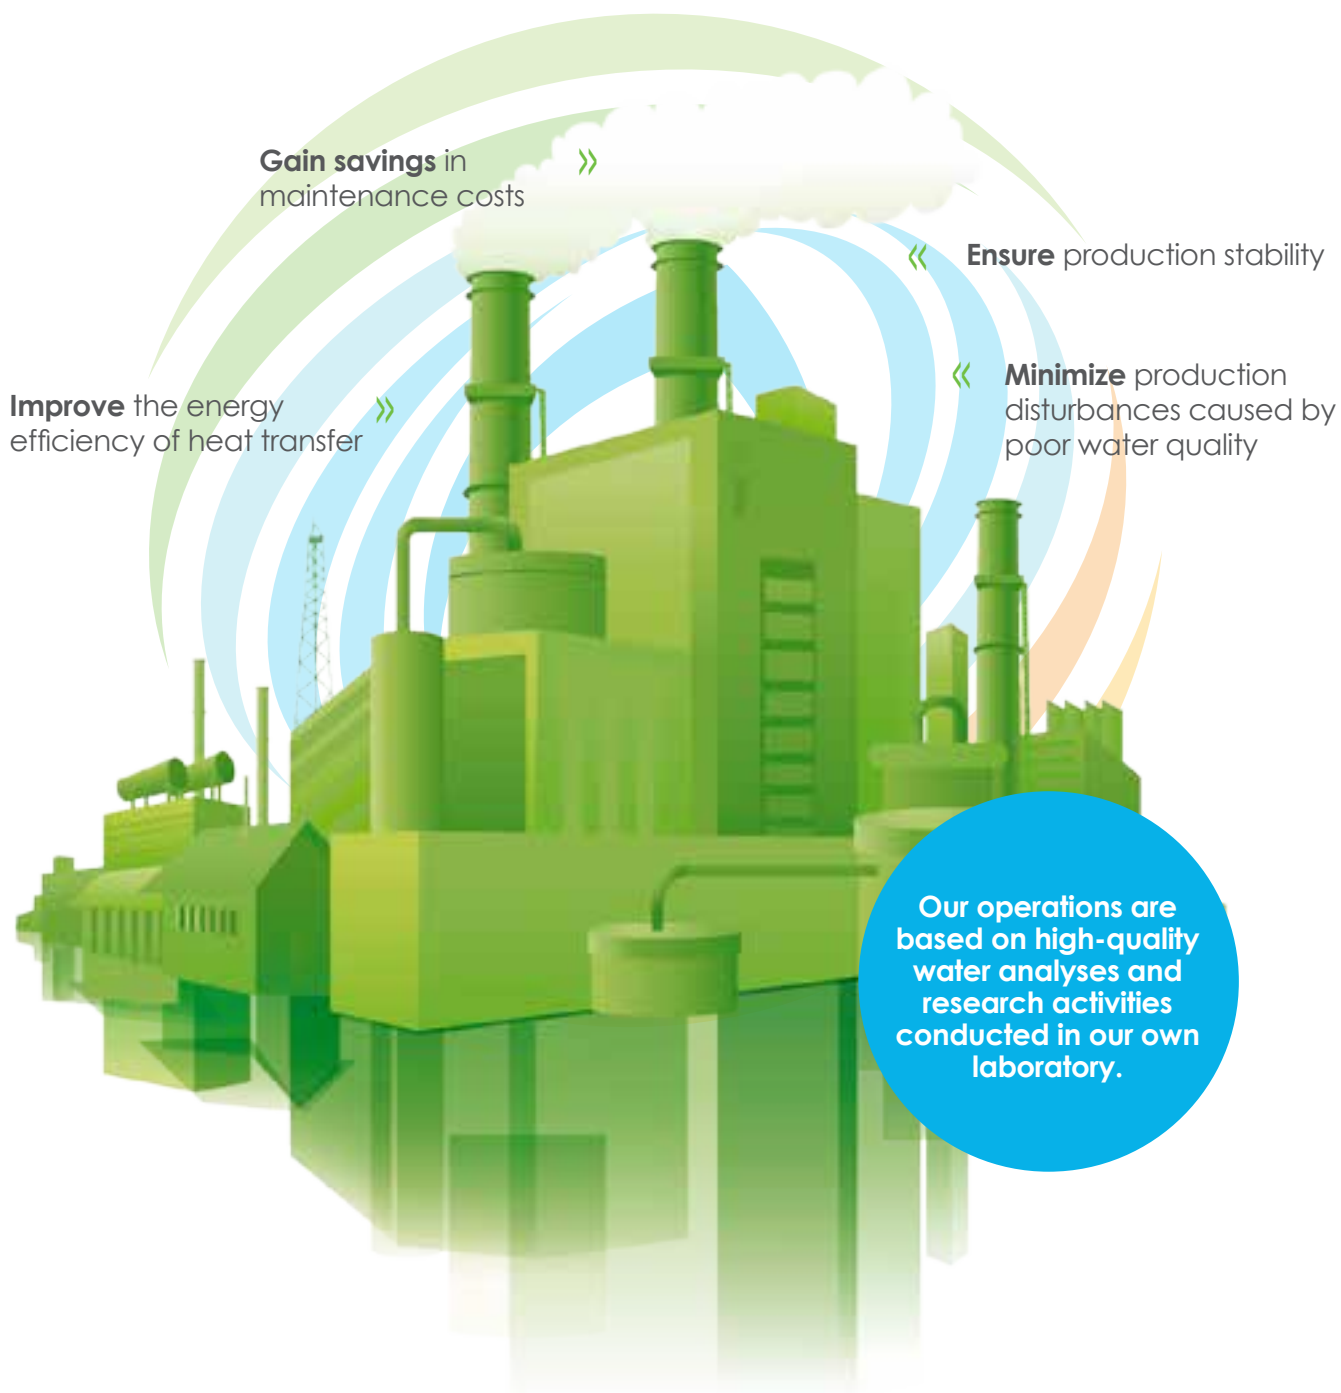 Gain savings in »
maintenance costs
« Ensure production stability
« Minimize production
disturbances caused by
poor water quality
Improve the energy »
efficiency of heat transfer
Our operations are
based on high-quality
water analyses and
research activities
conducted in our own
laboratory.